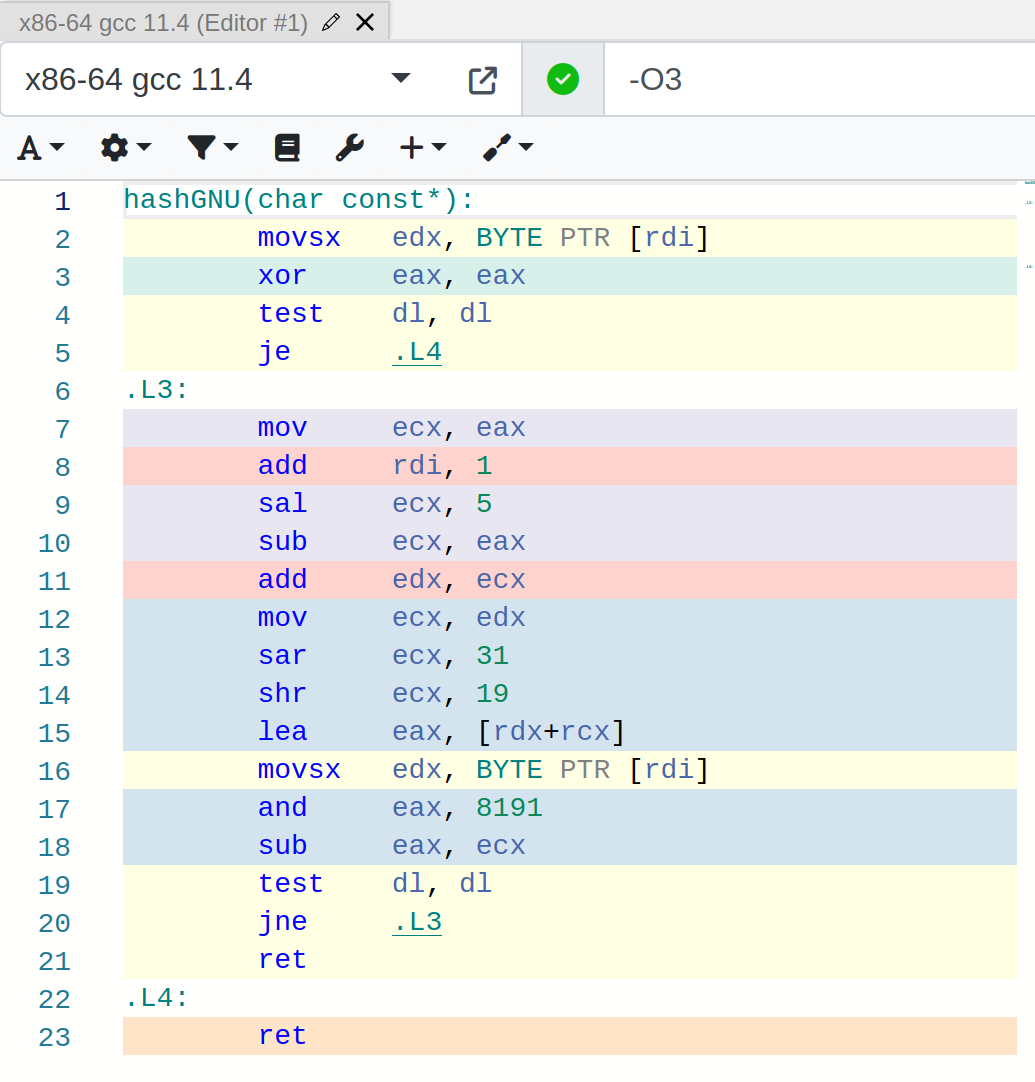 x86-64 gcc 11.4 (Editor #1)
x86-64 gcc 11.4 -O3
A
1 hashGNU(char const*):
2 movsx edx, BYTE PTR [rdi]
3 xor eax, eax
4 test dl, dl
5 je .L4
6 .L3:
7 mov ecx, eax
8 add rdi, 1
9 sal ecx, 5
10 sub ecx, eax
11 add edx, ecx
12 mov ecx, edx
13 sar ecx, 31
14 shr ecx, 19
15 lea eax, [rdx+rcx]
16 movsx edx, BYTE PTR [rdi]
17 and eax, 8191
18 sub eax, ecx
19 test dl, dl
20 jne .L3
21 ret
22 .L4:
23 ret